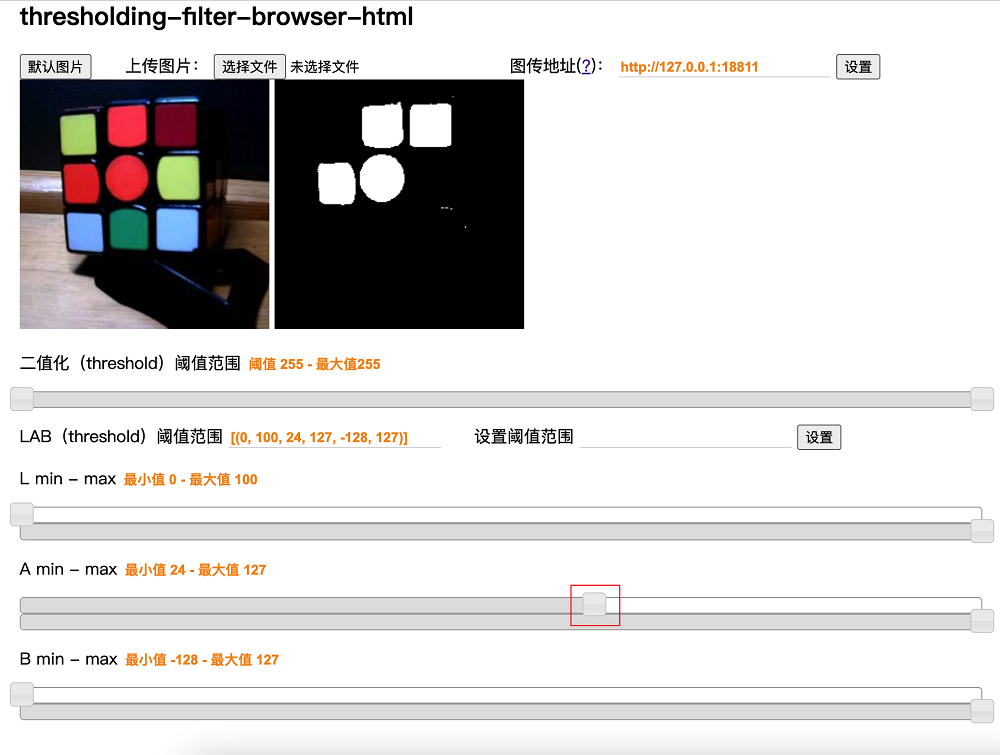 thresholding-filter-browser-html
默认图片 上传图片： 选择文件 未选择文件 图传地址(?)： http://127.0.0.1:18811 设置
二值化（threshold）阈值范围 阈值 255 - 最大值255
LAB（threshold）阈值范围 [(0, 100, 24, 127, -128, 127)] 设置阈值范围 设置
L min - max 最小值 0 - 最大值 100
A min - max 最小值 24 - 最大值 127
B min - max 最小值 -128 - 最大值 127